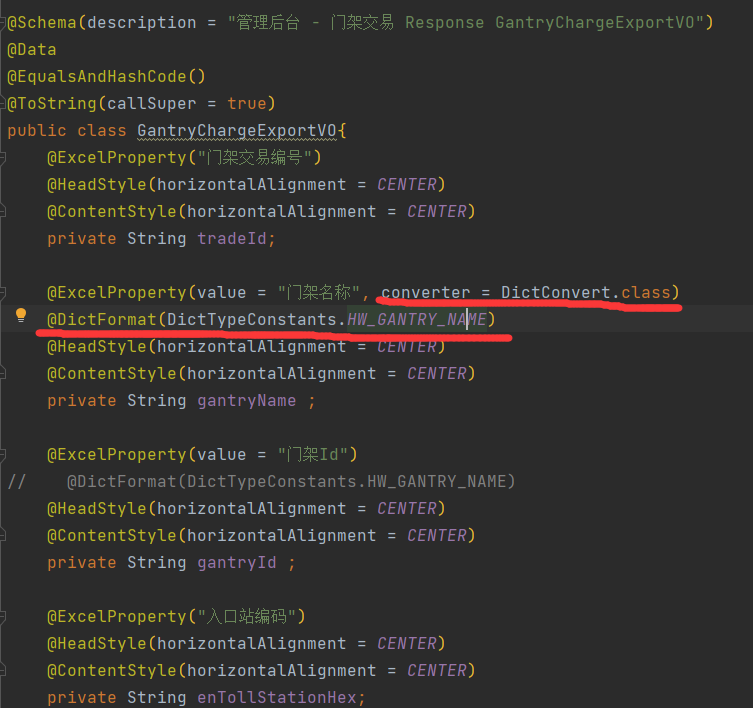 @Schema(description = "管理后台 - 门架交易 Response GantryChargeExportVO")
@Data
@EqualsAndHashCode()
@ToString(callSuper = true)
public class GantryChargeExportVO{
@ExcelProperty("门架交易编号")
@HeadStyle(horizontalAlignment = CENTER)
@ContentStyle(horizontalAlignment = CENTER)
private String tradeId;
@ExcelProperty(value = "门架名称", converter = DictConvert.class)
@DictFormat(DictTypeConstants.HW_GANTRY_NAME)
@HeadStyle(horizontalAlignment = CENTER)
@ContentStyle(horizontalAlignment = CENTER)
private String gantryName ;
@ExcelProperty(value = "门架Id")
// @DictFormat(DictTypeConstants.HW_GANTRY_NAME)
@HeadStyle(horizontalAlignment = CENTER)
@ContentStyle(horizontalAlignment = CENTER)
private String gantryId ;
@ExcelProperty("入口站编码")
@HeadStyle(horizontalAlignment = CENTER)
@ContentStyle(horizontalAlignment = CENTER)
private String enTollStationHex;